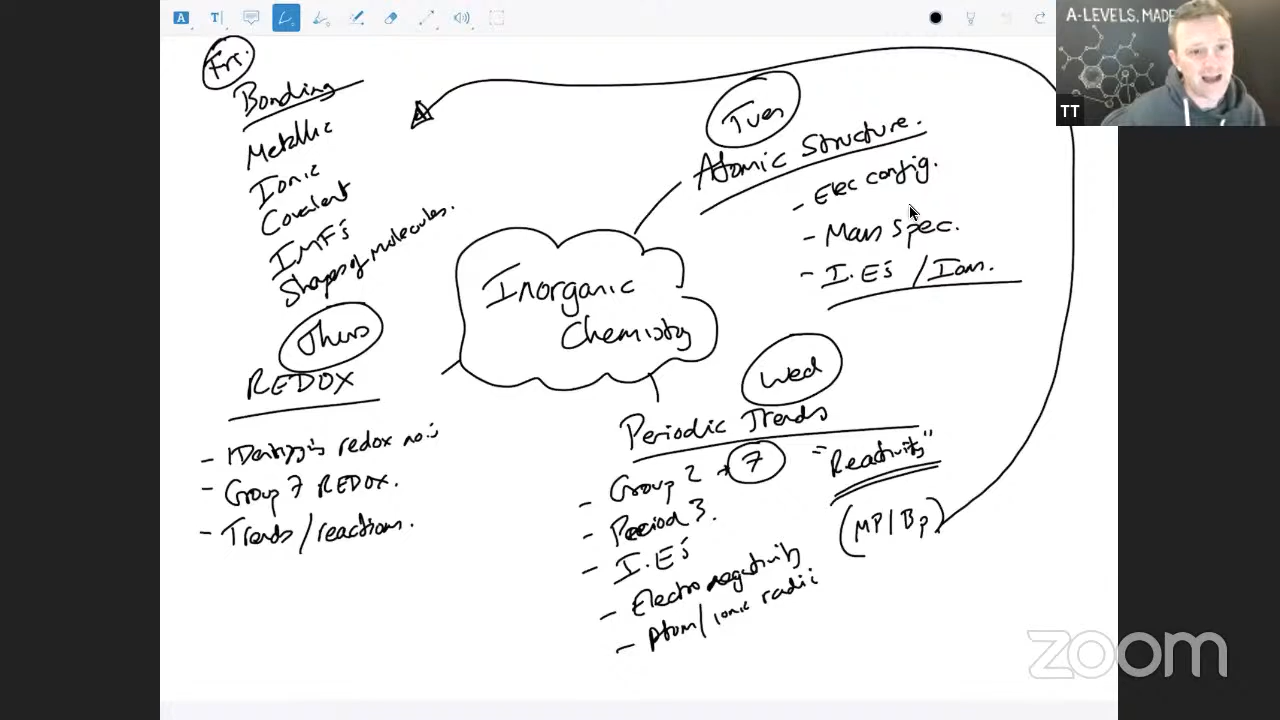 A-LEVELS, MADE
TT
Fri.
Bonding
Metallic
Ionic
Covalent
IMF's
Shapes of molecules.
Tues
Atomic Structure.
- Elec config.
- Mass Spec.
- I.E's / Ions.
Inorganic
Chemistry
Thurs
REDOX
- redox no.s
- Group 7 REDOX.
- Trends/reactions.
Wed
Periodic Trends
- Group 2 → 7 = "Reactivity"
- Period 3.
- I.E's
- Electronegativity
- Atom/ionic radii
(MP/Bp)
zoom